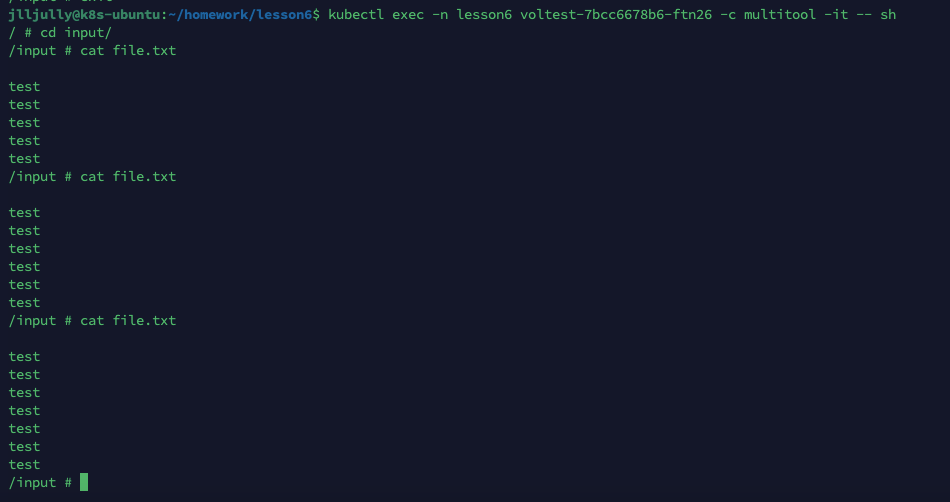 jlljully@k8s-ubuntu:~/homework/lesson6$ kubectl exec -n lesson6 voltest-7bcc6678b6-ftn26 -c multitool -it -- sh
/ # cd input/
/input # cat file.txt

test
test
test
test
test
/input # cat file.txt

test
test
test
test
test
test
/input # cat file.txt

test
test
test
test
test
test
test
/input #